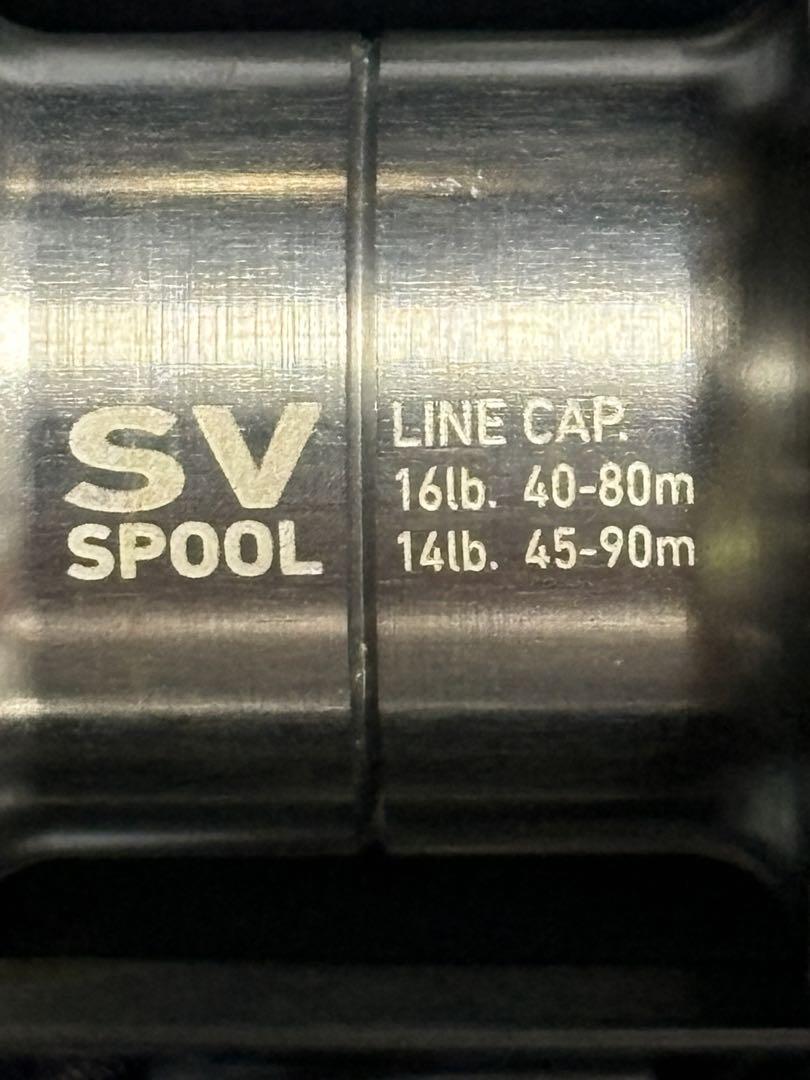 SV
SPOOL
LINE CAP.
16lb. 40-80m
14lb. 45-90m